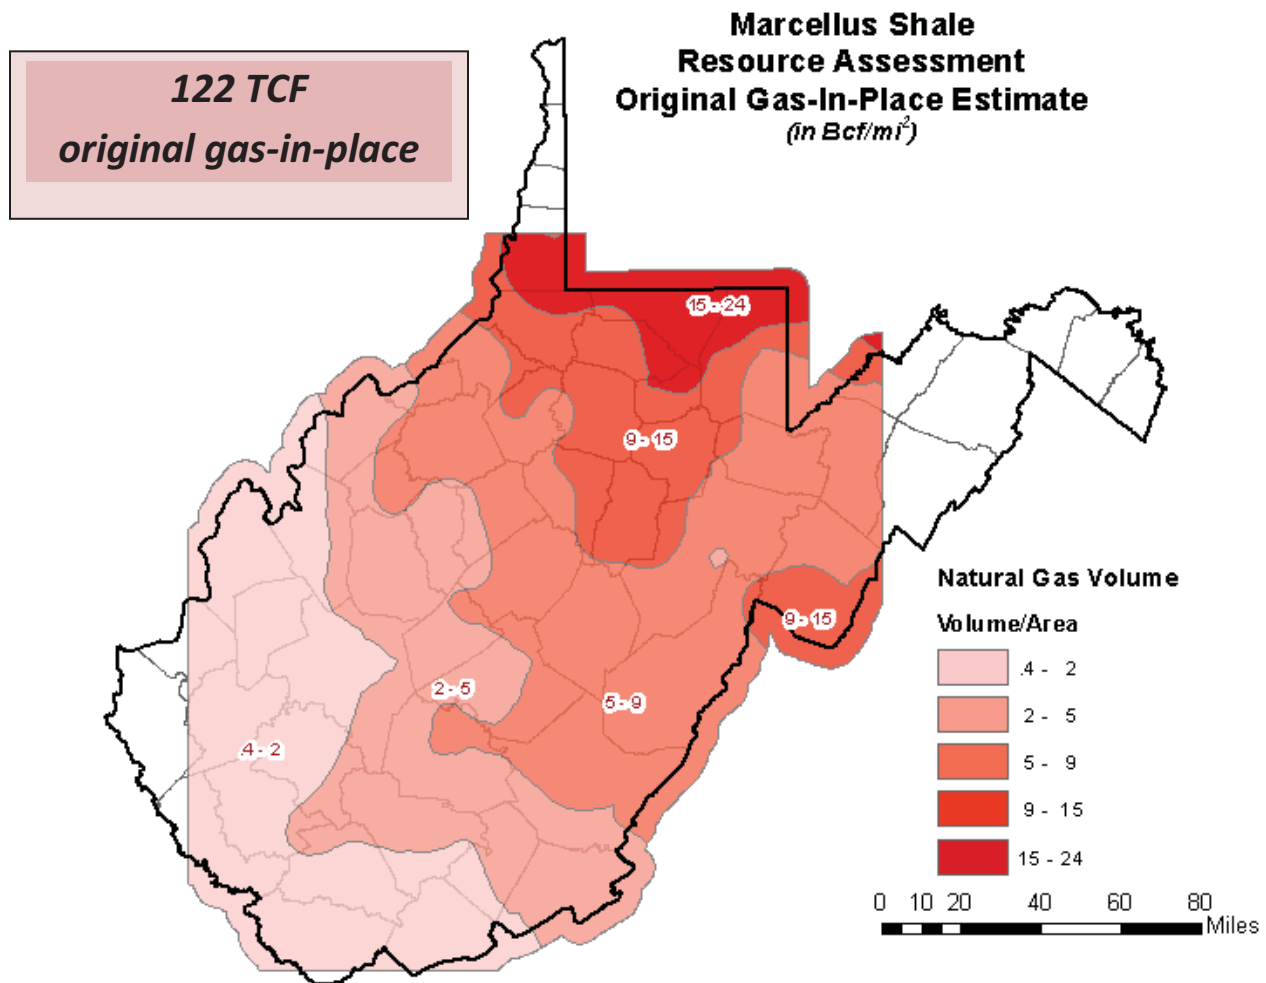 122 TCF
original gas-in-place
Marcellus Shale
Resource Assessment
Original Gas-In-Place Estimate
(in Bcf/mi²)
15 - 24
9 - 15
9 - 15
2 - 5
5 - 9
.4 - 2
Natural Gas Volume
Volume/Area
.4 - 2
2 - 5
5 - 9
9 - 15
15 - 24
0 10 20 40 60 80
Miles